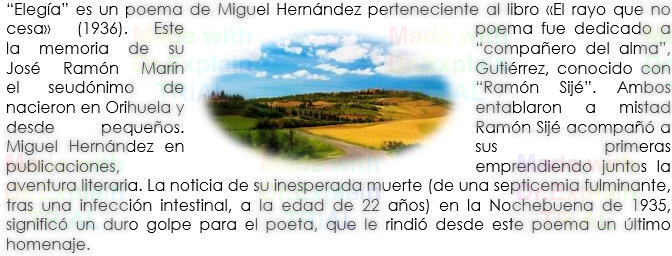 “Elegía” es un poema de Miguel Hernández perteneciente al libro «El rayo que no
cesa» (1936). Este poema fue dedicado a
la memoria de su “compañero del alma”,
José Ramón Marín Gutiérrez, conocido con
el seudónimo de “Ramón Sijé”. Ambos
nacieron en Orihuela y entablaron a mistad
desde pequeños. Ramón Sijé acompañó a
Miguel Hernández en sus primeras
publicaciones, emprendiendo juntos la
aventura literaria. La noticia de su inesperada muerte (de una septicemia fulminante,
tras una infección intestinal, a la edad de 22 años) en la Nochebuena de 1935,
significó un duro golpe para el poeta, que le rindió desde este poema un último
homenaje.